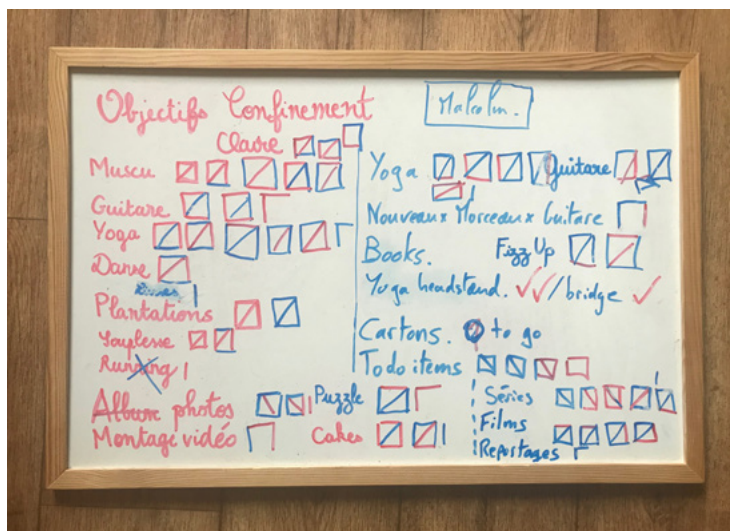 Objectifs Confinement
Claire
Muscu
Guitare
Yoga
Danse
Plantations
Souplesse
Running
Album photos
Puzzle
Montage vidéo
Cakes
Malcolm.
Yoga
Guitare
Nouveaux Morceaux Guitare
Books.
Fizz Up
Yoga headstand. ✓✓/bridge ✓
Cartons. to go
Todo items
Séries
Films
Reportages